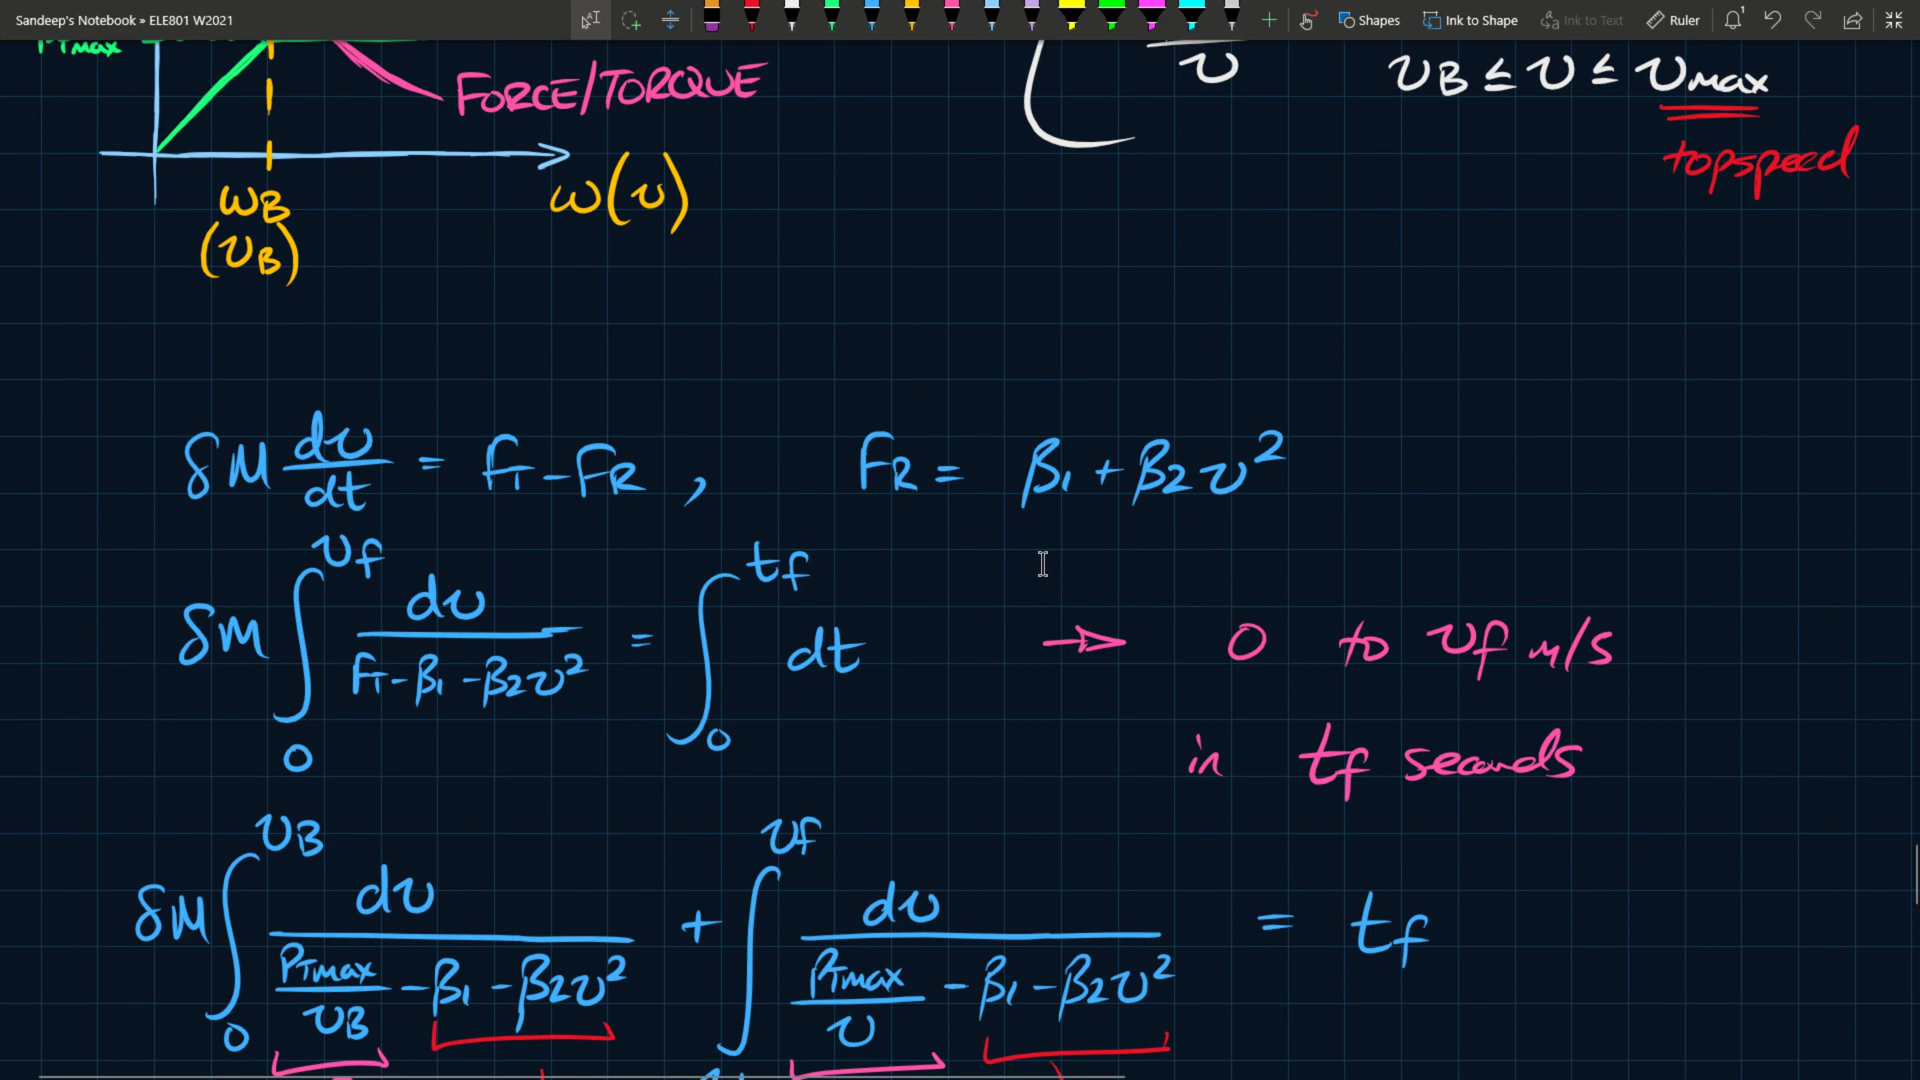 Sandeep's Notebook » ELE801 W2021
Shapes Ink to Shape Ink to Text Ruler 1
PTmax
FORCE/TORQUE
ωB
(vB)
ω(v)
v
vB ≤ v ≤ vmax
topspeed
δM dv/dt = FT - FR , FR = β1 + β2v²
δM ∫0^vf dv/(FT - β1 - β2v²) = ∫0^tf dt → 0 to vf m/s
in tf seconds
δM ∫0^vB dv/(PTmax/vB - β1 - β2v²) + ∫^vf dv/(PTmax/v - β1 - β2v²) = tf